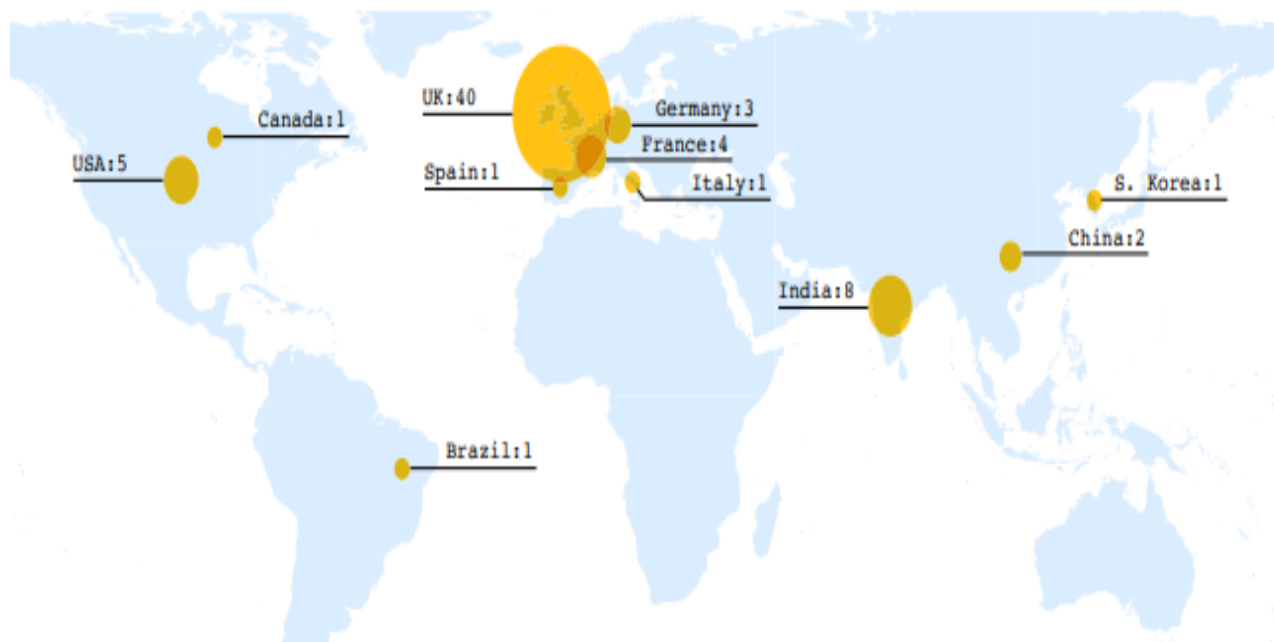 UK:40
Germany:3
Canada:1
France:4
USA:5
Spain:1
Italy:1
S. Korea:1
China:2
India:8
Brazil:1